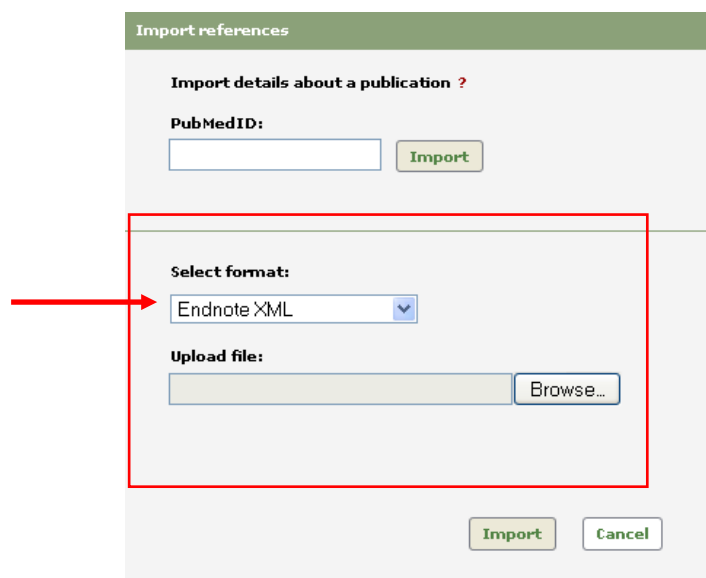 Import references
Import details about a publication ?
PubMedID:
Import
Select format:
Endnote XML
Upload file:
Browse...
Import Cancel